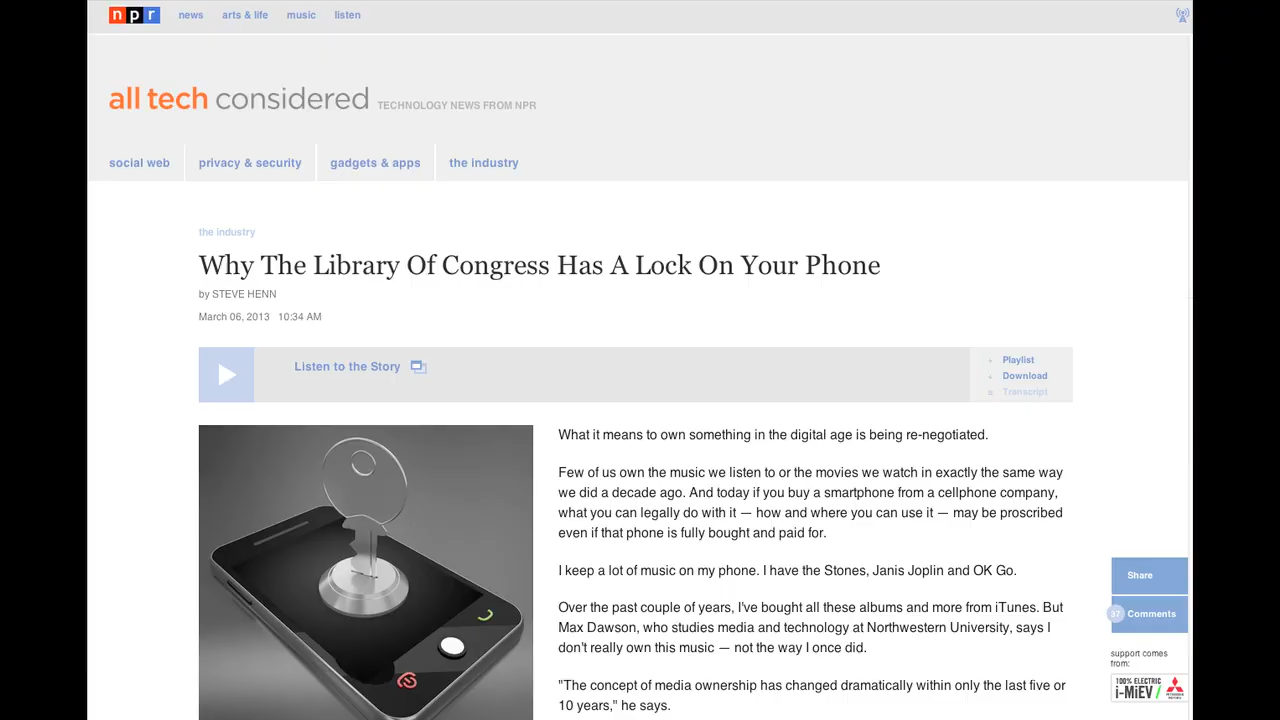 npr news arts & life music listen
all tech considered TECHNOLOGY NEWS FROM NPR
social web privacy & security gadgets & apps the industry
the industry
Why The Library Of Congress Has A Lock On Your Phone
by STEVE HENN
March 06, 2013 10:34 AM
Listen to the Story
Playlist
Download
Transcript
What it means to own something in the digital age is being re-negotiated.
Few of us own the music we listen to or the movies we watch in exactly the same way
we did a decade ago. And today if you buy a smartphone from a cellphone company,
what you can legally do with it — how and where you can use it — may be proscribed
even if that phone is fully bought and paid for.
I keep a lot of music on my phone. I have the Stones, Janis Joplin and OK Go.
Over the past couple of years, I've bought all these albums and more from iTunes. But
Max Dawson, who studies media and technology at Northwestern University, says I
don't really own this music — not the way I once did.
"The concept of media ownership has changed dramatically within only the last five or
10 years," he says.
Share
37 Comments
support comes
from:
100% ELECTRIC
i-MiEV
MITSUBISHI
MOTORS